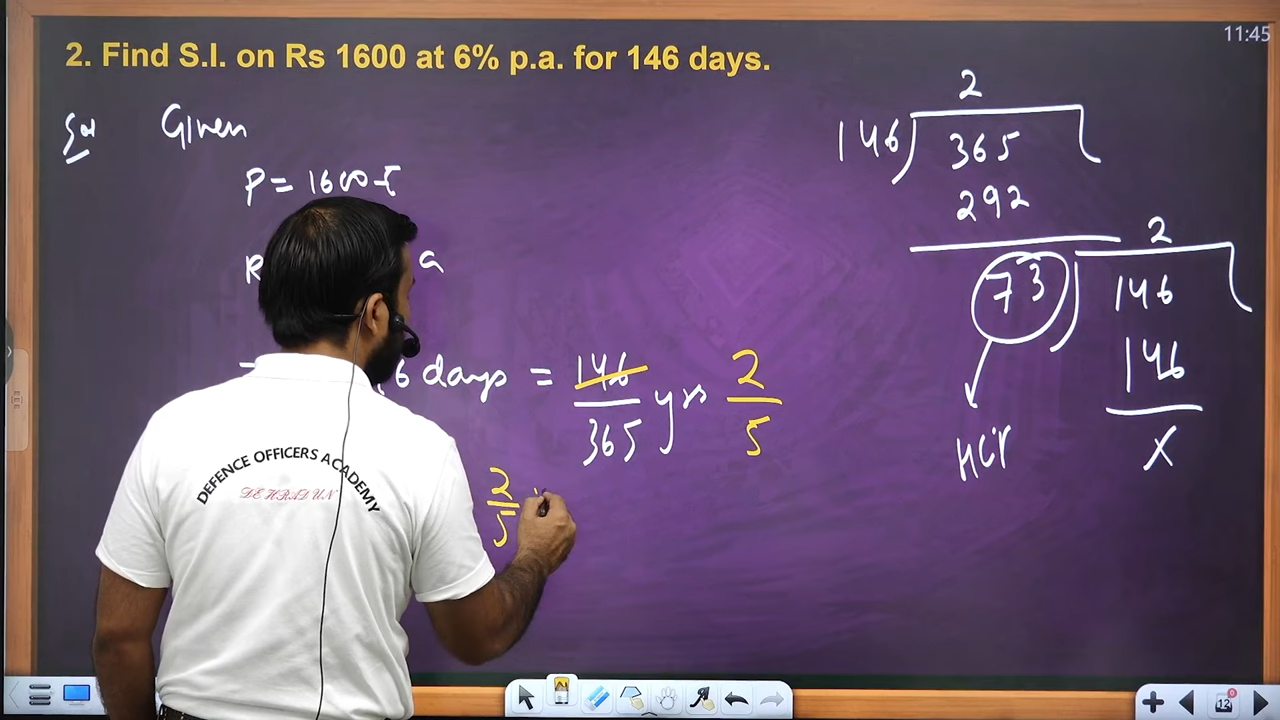 11:45
2. Find S.I. on Rs 1600 at 6% p.a. for 146 days.
Sol Given
P = 1600
R a
6 days = 146/365 yrs 2/5
2/5
2
146) 365
292
2
73) 146
146
HCF
X
DEFENCE OFFICERS ACADEMY
DEHRADUN
12